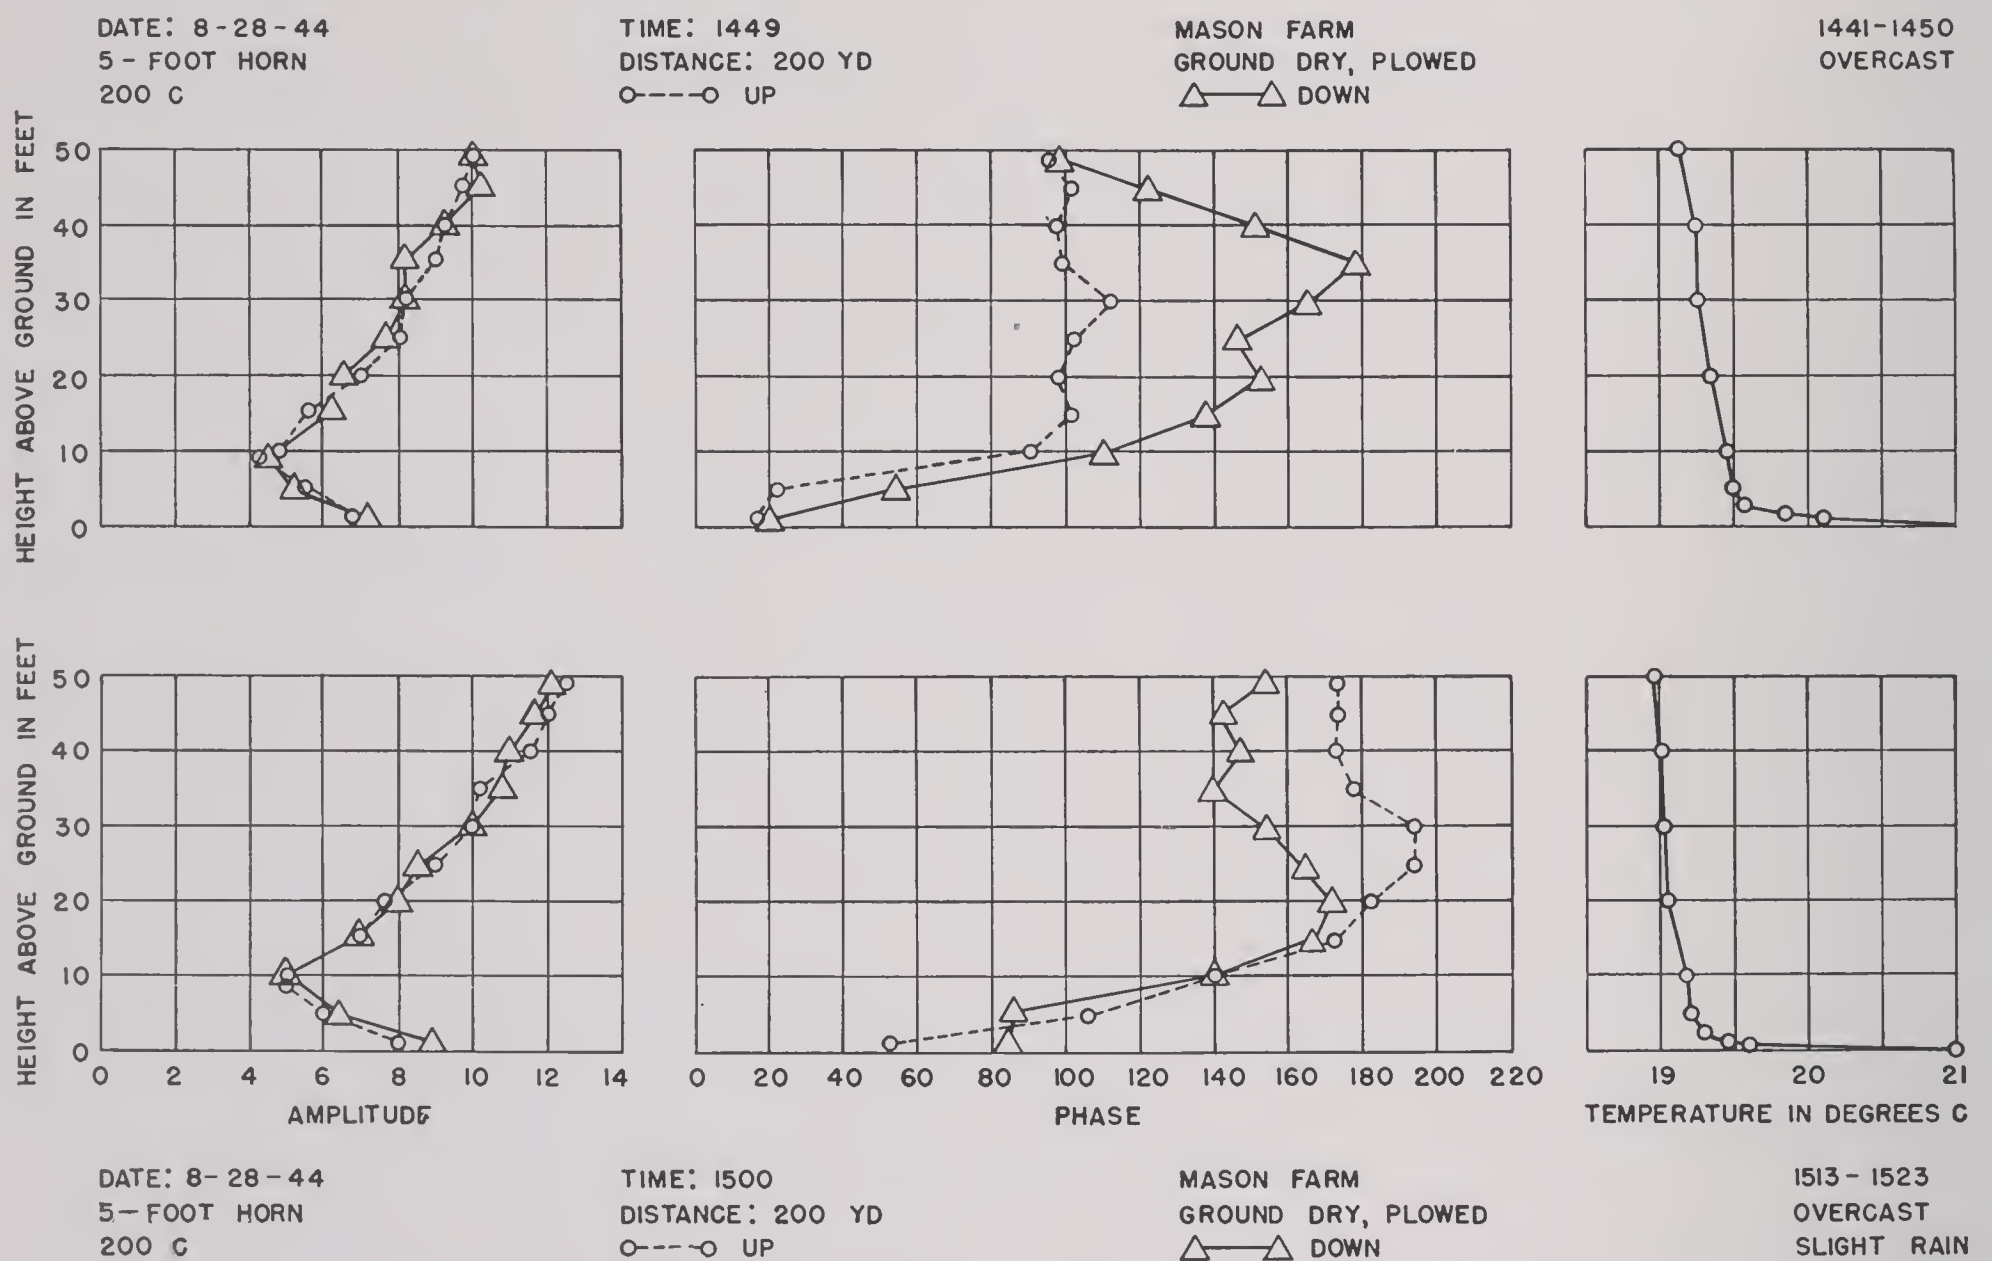 DATE: 8-28-44
5-FOOT HORN
200 C
TIME: 1449
DISTANCE: 200 YD
UP
MASON FARM
GROUND DRY, PLOWED
DOWN
1441-1450
OVERCAST
HEIGHT ABOVE GROUND IN FEET
50
40
30
20
10
0
HEIGHT ABOVE GROUND IN FEET
50
40
30
20
10
0
0 2 4 6 8 10 12 14
AMPLITUDE
0 20 40 60 80 100 120 140 160 180 200 220
PHASE
19 20 21
TEMPERATURE IN DEGREES C
DATE: 8-28-44
5-FOOT HORN
200 C
TIME: 1500
DISTANCE: 200 YD
UP
MASON FARM
GROUND DRY, PLOWED
DOWN
1513-1523
OVERCAST
SLIGHT RAIN